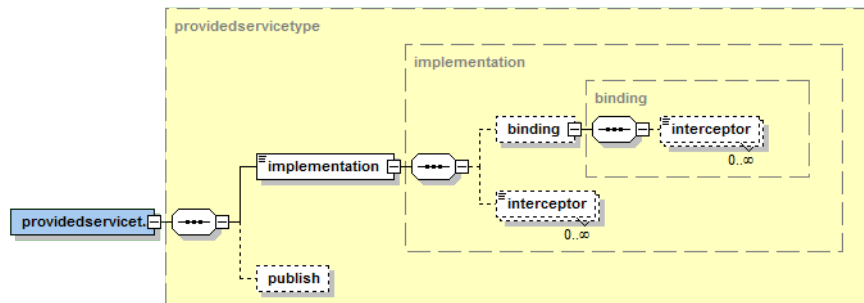 providedservicetype
implementation
binding
binding
interceptor
0..∞
implementation
interceptor
0..∞
providedservicet.
publish